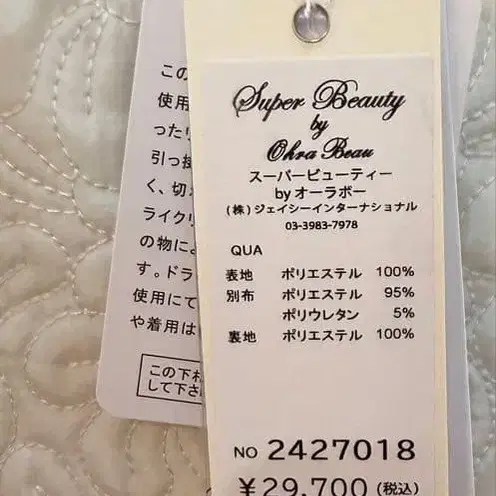 Super Beauty
by
Ohra Beau
スーパービューティー
by オーラボー
(株)ジェイシーインターナショナル
03-3983-7978
QUA
表地 ポリエステル 100%
別布 ポリエステル 95%
ポリウレタン 5%
裏地 ポリエステル 100%
NO 2427018
¥29,700 (税込)
この
使用
ったり
引っ掛
く、切
ライクリ
の物によ
す。ドラ
使用にて
や着用は
この下札
して下さ